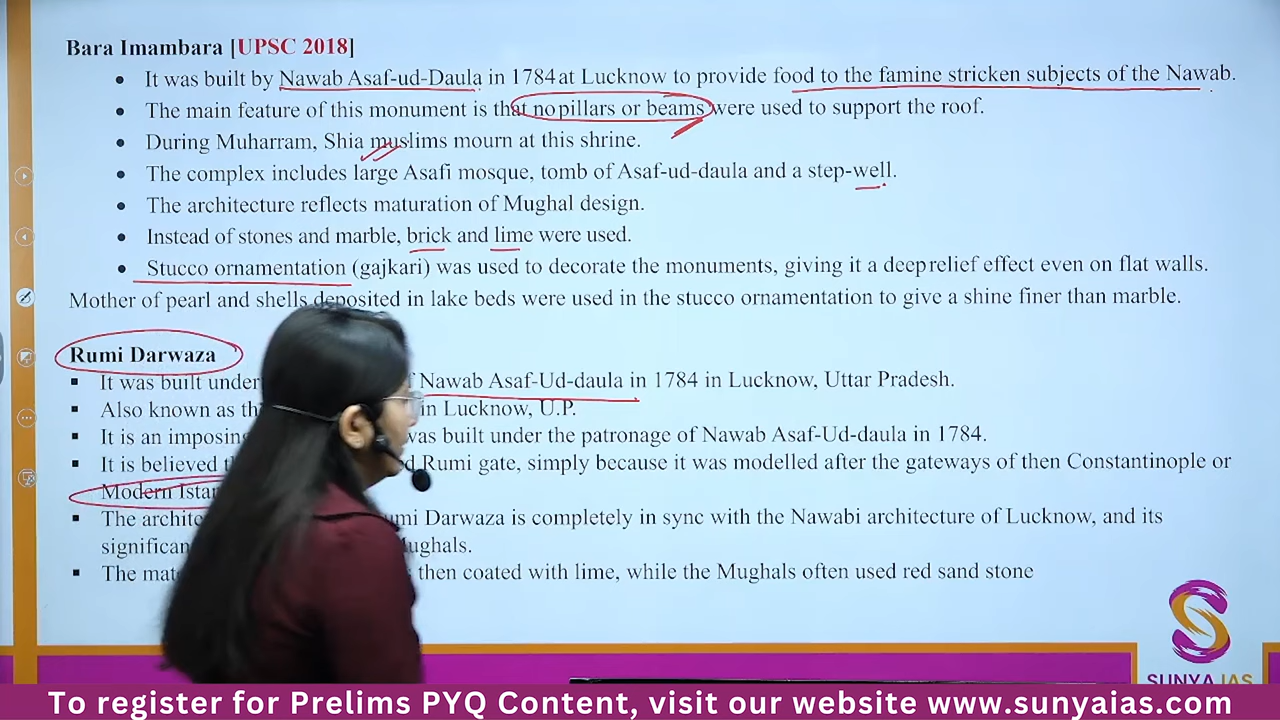 Bara Imambara [UPSC 2018]
• It was built by Nawab Asaf-ud-Daula in 1784 at Lucknow to provide food to the famine stricken subjects of the Nawab.
• The main feature of this monument is that no pillars or beams were used to support the roof.
• During Muharram, Shia muslims mourn at this shrine.
• The complex includes large Asafi mosque, tomb of Asaf-ud-daula and a step-well.
• The architecture reflects maturation of Mughal design.
• Instead of stones and marble, brick and lime were used.
• Stucco ornamentation (gajkari) was used to decorate the monuments, giving it a deep relief effect even on flat walls.
Mother of pearl and shells deposited in lake beds were used in the stucco ornamentation to give a shine finer than marble.
Rumi Darwaza
▪ It was built under Nawab Asaf-Ud-daula in 1784 in Lucknow, Uttar Pradesh.
▪ Also known as in Lucknow, U.P.
▪ It is an imposing was built under the patronage of Nawab Asaf-Ud-daula in 1784.
▪ It is believed Rumi gate, simply because it was modelled after the gateways of then Constantinople or
Modern
▪ The Darwaza is completely in sync with the Nawabi architecture of Lucknow, and its
Mughals.
▪ The then coated with lime, while the Mughals often used red sand stone
SUNYA IAS
To register for Prelims PYQ Content, visit our website www.sunyaias.com